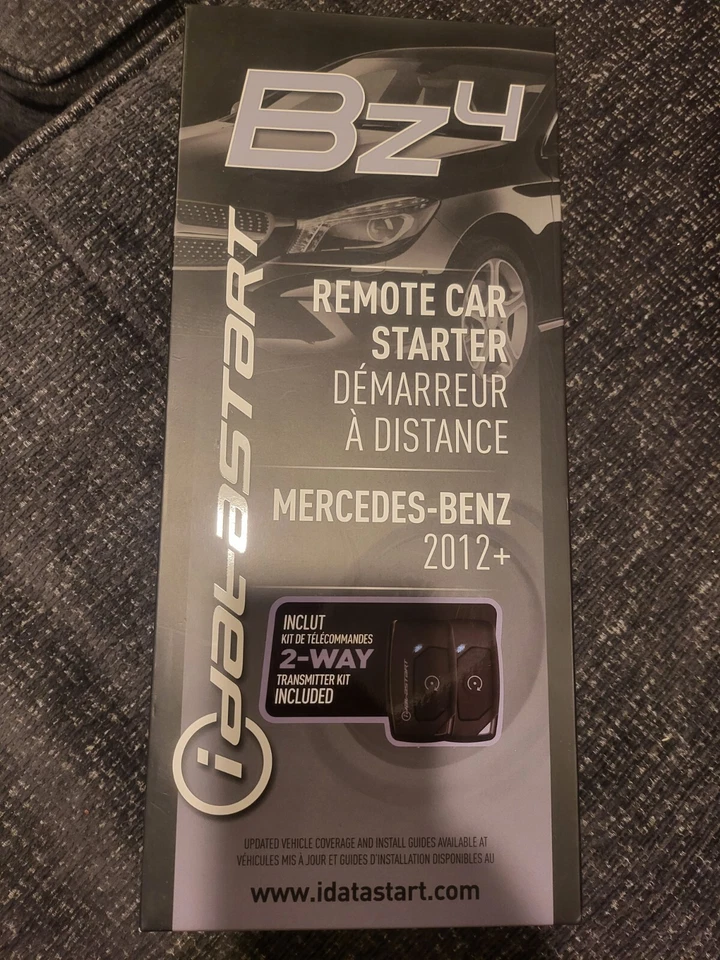 Bz4
iDATASTART
REMOTE CAR
STARTER
DÉMARREUR
À DISTANCE
MERCEDES-BENZ
2012+
INCLUT
KIT DE TÉLÉCOMMANDES
2-WAY
TRANSMITTER KIT
INCLUDED
iDATASTART
UPDATED VEHICLE COVERAGE AND INSTALL GUIDES AVAILABLE AT
VÉHICULES MIS À JOUR ET GUIDES D'INSTALLATION DISPONIBLES AU
www.idatastart.com